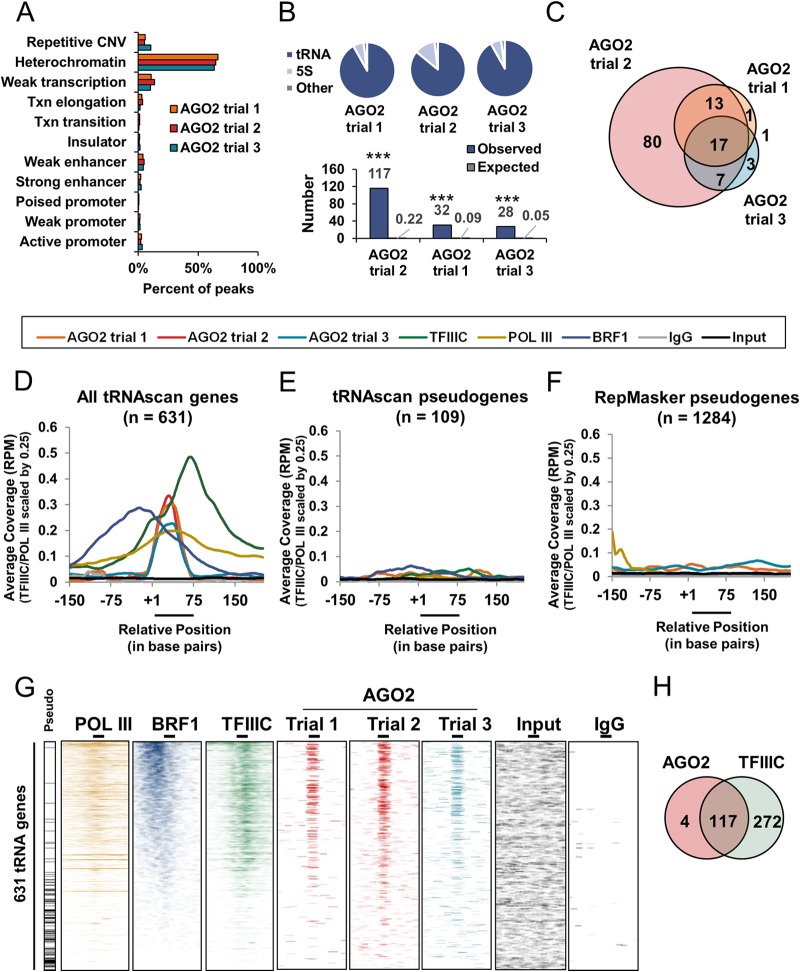 A
Repetitive CNV
Heterochromatin
Weak transcription
Txn elongation
Txn transition
Insulator
Weak enhancer
Strong enhancer
Poised promoter
Weak promoter
Active promoter
AGO2 trial 1
AGO2 trial 2
AGO2 trial 3
0% 50% 100%
Percent of peaks
B
tRNA
5S
Other
AGO2 trial 1
AGO2 trial 2
AGO2 trial 3
Observed
Expected
Number
160
120
80
40
0
*** *** ***
117 0.22 32 0.09 28 0.05
AGO2 trial 2
AGO2 trial 1
AGO2 trial 3
C
AGO2 trial 2
AGO2 trial 1
AGO2 trial 3
80 13 1 1 17 3 7
AGO2 trial 1 AGO2 trial 2 AGO2 trial 3 TFIIIC POL III BRF1 IgG Input
D
All tRNAscan genes
(n = 631)
Average Coverage (RPM)
(TFIIIC/POL III scaled by 0.25)
0.6
0.5
0.4
0.3
0.2
0.1
0
-150 -75 +1 75 150
Relative Position
(in base pairs)
E
tRNAscan pseudogenes
(n = 109)
Average Coverage (RPM)
(TFIIIC/POL III scaled by 0.25)
0.6
0.5
0.4
0.3
0.2
0.1
0
-150 -75 +1 75 150
Relative Position
(in base pairs)
F
RepMasker pseudogenes
(n = 1284)
Average Coverage (RPM)
(TFIIIC/POL III scaled by 0.25)
0.6
0.5
0.4
0.3
0.2
0.1
0
-150 -75 +1 75 150
Relative Position
(in base pairs)
G
AGO2
Pseudo
POL III BRF1 TFIIIC Trial 1 Trial 2 Trial 3 Input IgG
631 tRNA genes
H
AGO2 TFIIIC
4 117 272